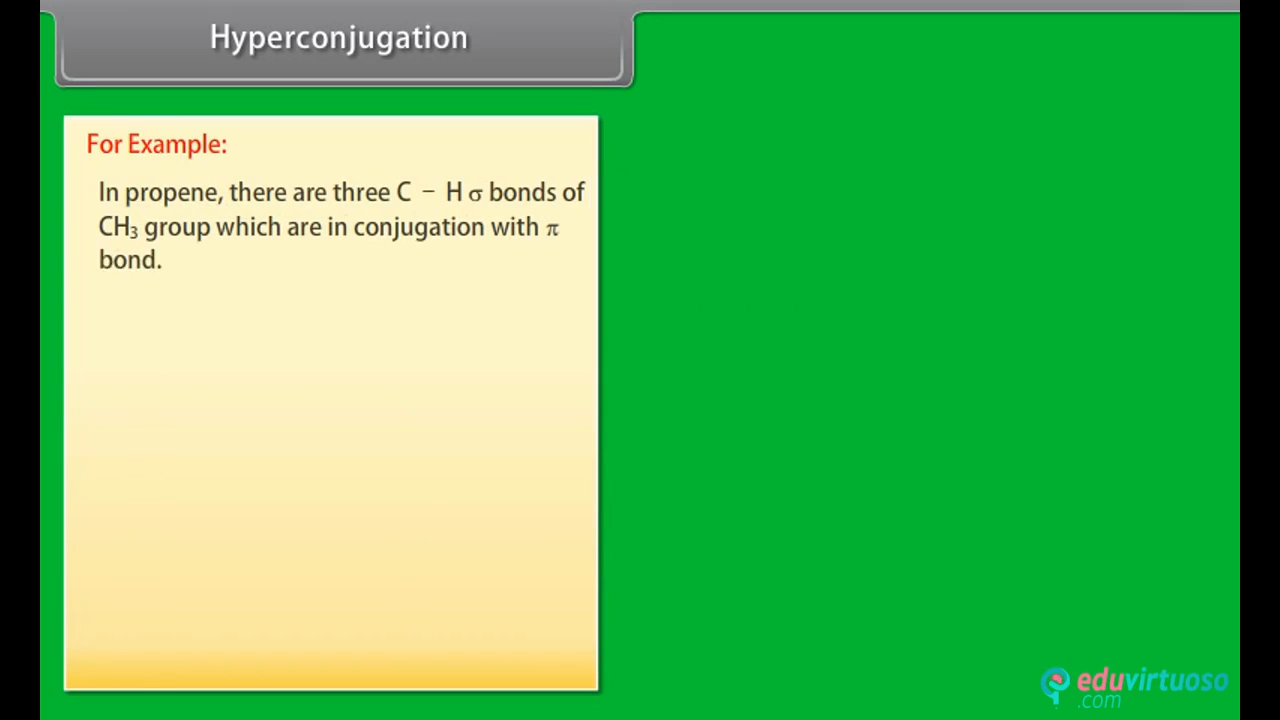 Hyperconjugation
For Example:
In propene, there are three C – H σ bonds of
CH₃ group which are in conjugation with π
bond.
eduvirtuoso
.com